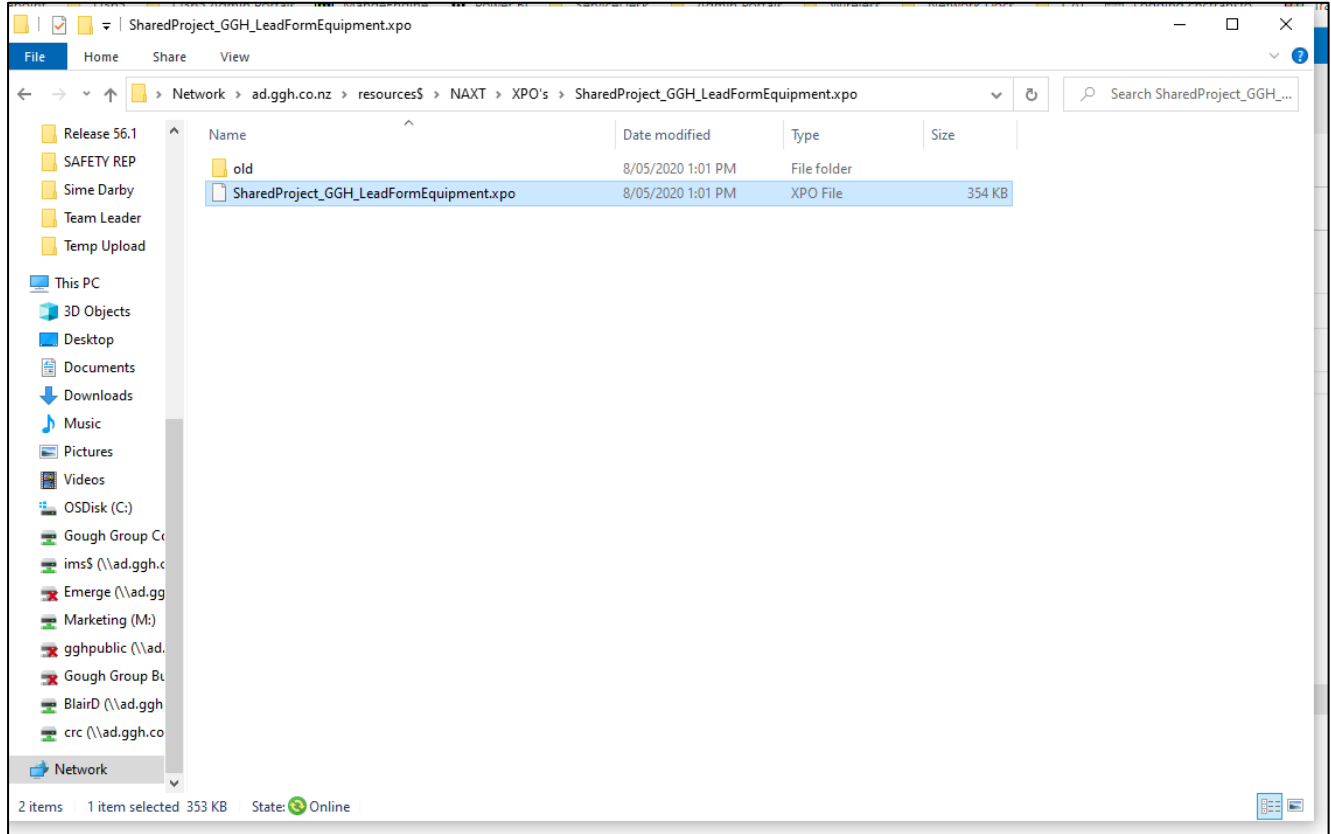 SharedProject_GGH_LeadFormEquipment.xpo
File Home Share View
Network > ad.ggh.co.nz > resources$ > NAXT > XPO's > SharedProject_GGH_LeadFormEquipment.xpo
Search SharedProject_GGH_...
Name Date modified Type Size
old 8/05/2020 1:01 PM File folder
SharedProject_GGH_LeadFormEquipment.xpo 8/05/2020 1:01 PM XPO File 354 KB
Release 56.1
SAFETY REP
Sime Darby
Team Leader
Temp Upload
This PC
3D Objects
Desktop
Documents
Downloads
Music
Pictures
Videos
OSDisk (C:)
Gough Group Co
ims$ (\\ad.ggh.c
Emerge (\\ad.gg
Marketing (M:)
gghpublic (\\ad.
Gough Group Bu
BlairD (\\ad.ggh
crc (\\ad.ggh.co
Network
2 items 1 item selected 353 KB State: Online